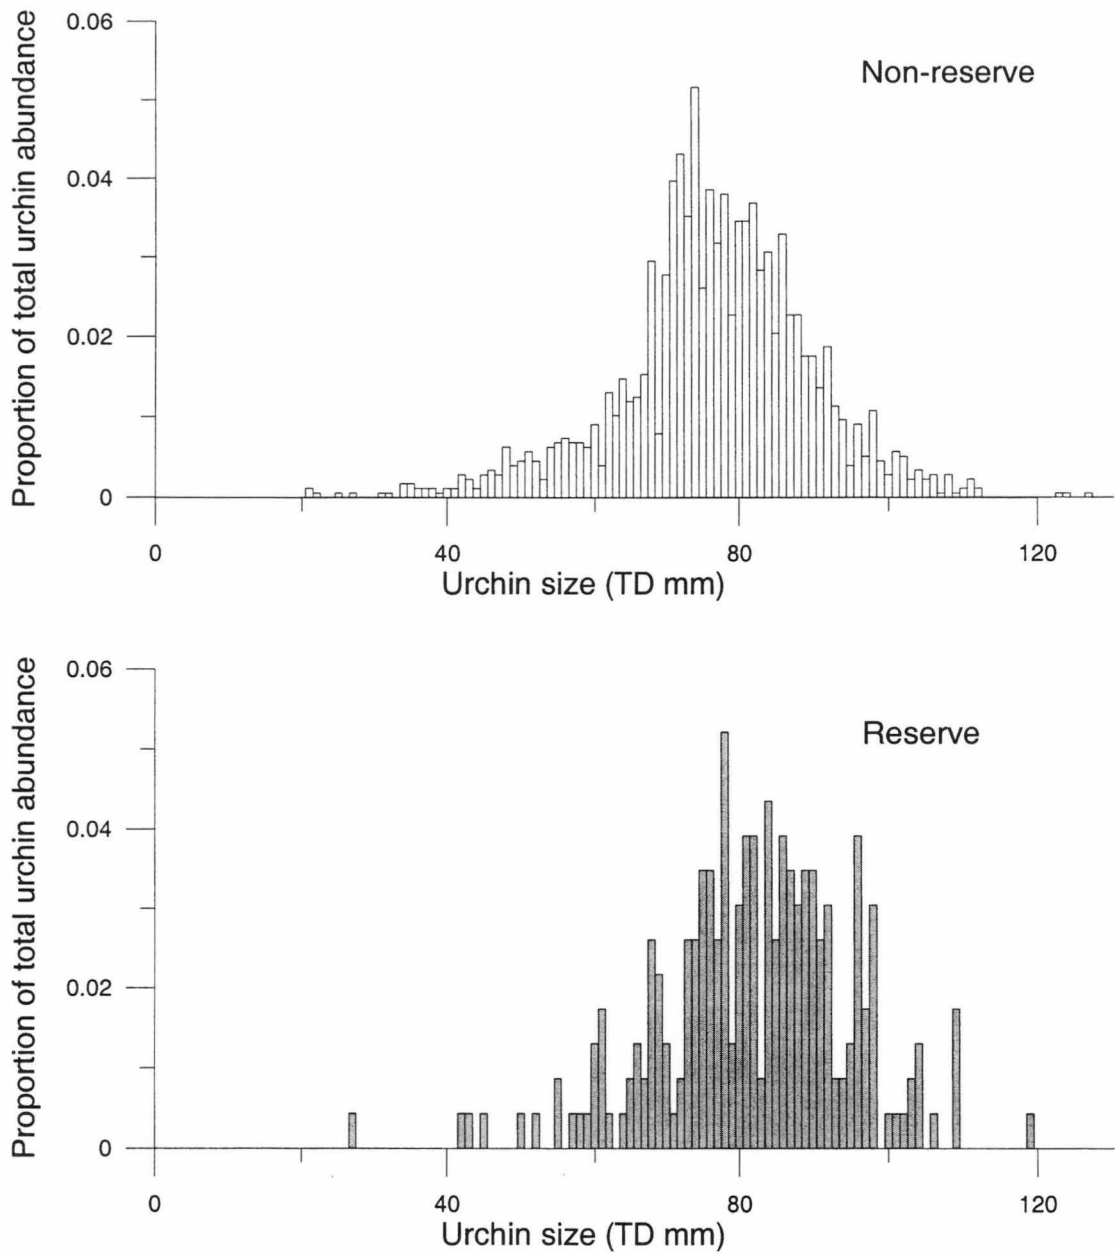 Proportion of total urchin abundance
0.06
0.04
0.02
0
Non-reserve
0
40
80
120
Urchin size (TD mm)
Proportion of total urchin abundance
0.06
0.04
0.02
0
Reserve
0
40
80
120
Urchin size (TD mm)